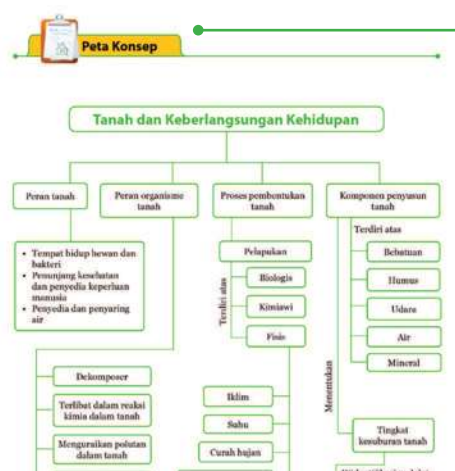 Peta Konsep
Tanah dan Keberlangsungan Kehidupan
Peran tanah
Peran organisme
tanah
Proses pembentukan
tanah
Komponen penyusun
tanah
• Tempat hidup hewan dan
bakteri
• Penunjang kesehatan
dan penyedia keperluan
manusia
• Penyedia dan penyaring
air
Dekomposer
Terlibat dalam reaksi
kimia dalam tanah
Menguraikan polutan
dalam tanah
Pelapukan
Terdiri atas
Biologis
Kimiawi
Fisis
Iklim
Suhu
Curah hujan
Terdiri atas
Bebatuan
Humus
Udara
Air
Mineral
Menentukan
Tingkat
kesuburan tanah